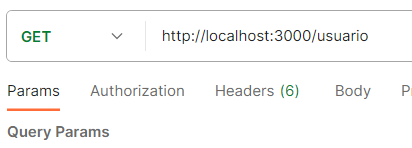 GET http://localhost:3000/usuario
Params Authorization Headers (6) Body
Query Params